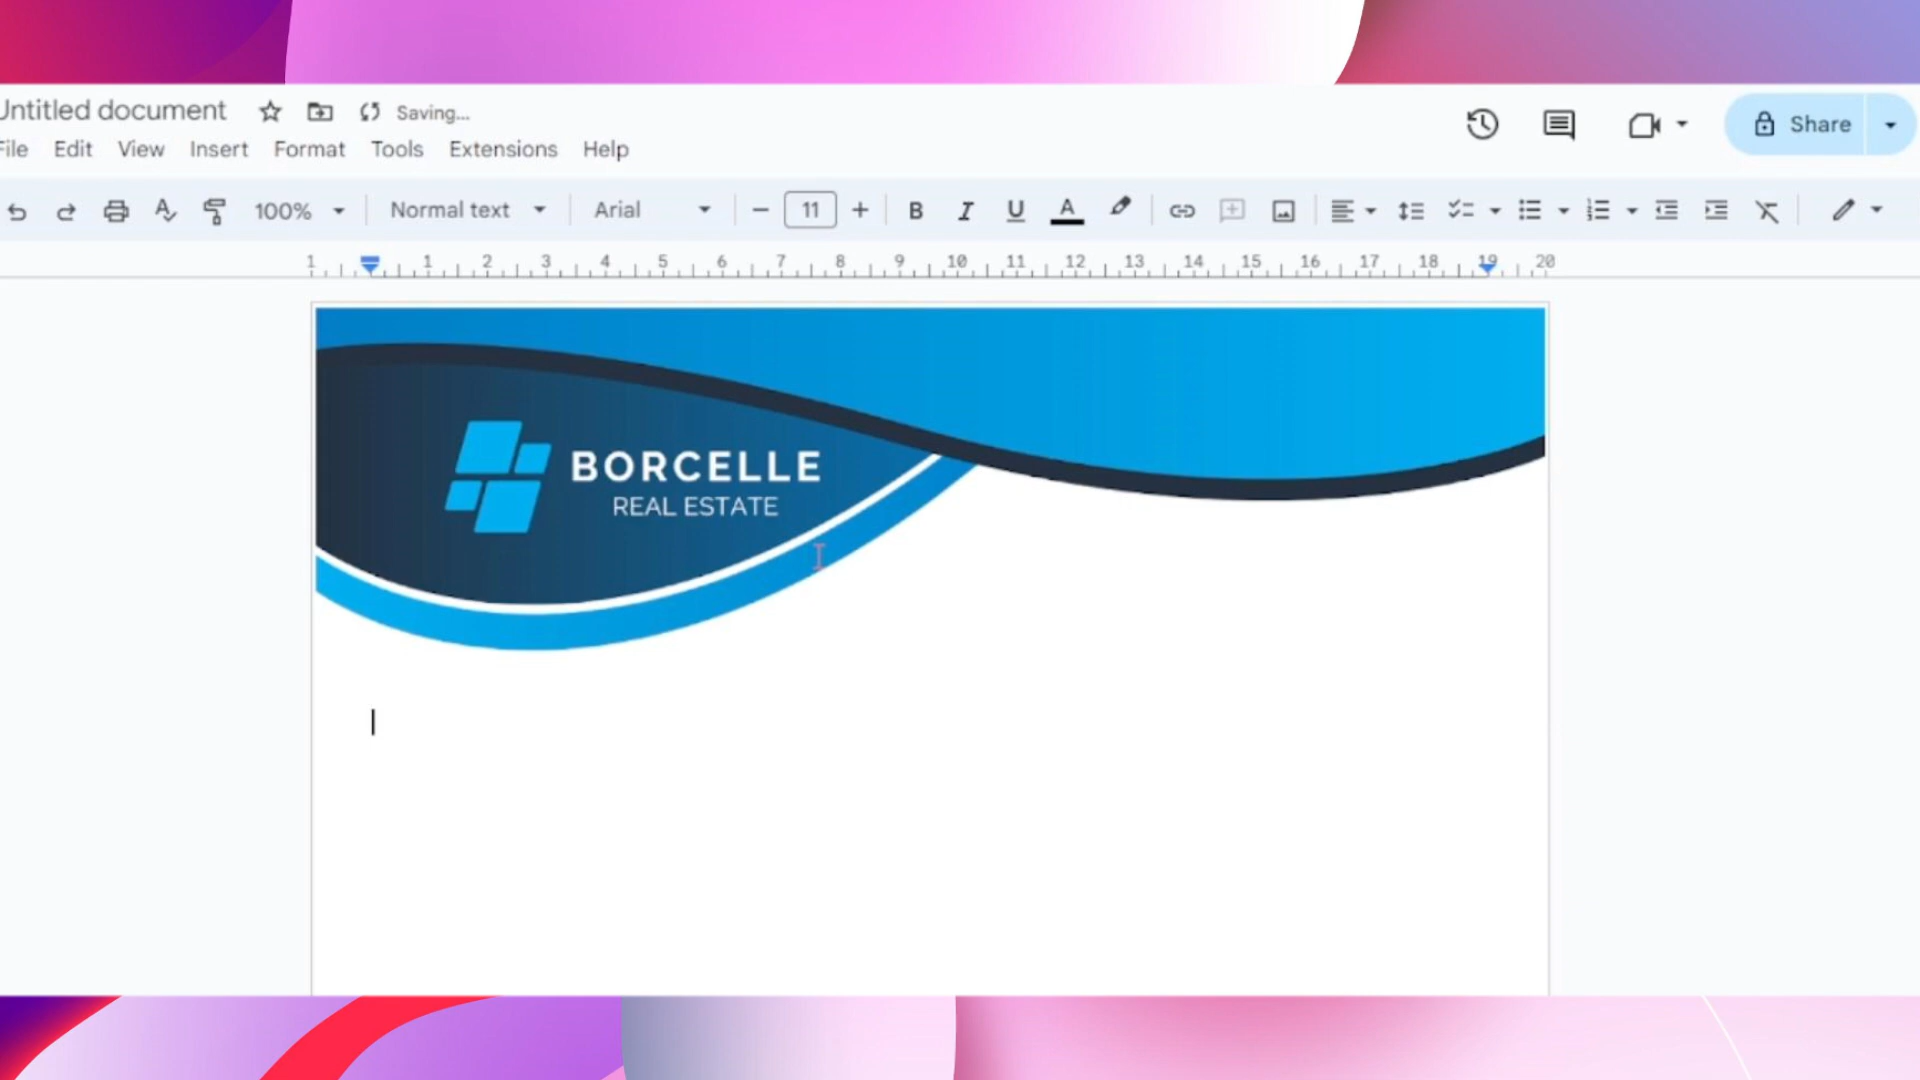 Untitled document Saving...
File Edit View Insert Format Tools Extensions Help
Share
100% Normal text Arial 11 B I U A
1 1 2 3 4 5 6 7 8 9 10 11 12 13 14 15 16 17 18 19 20
BORCELLE
REAL ESTATE